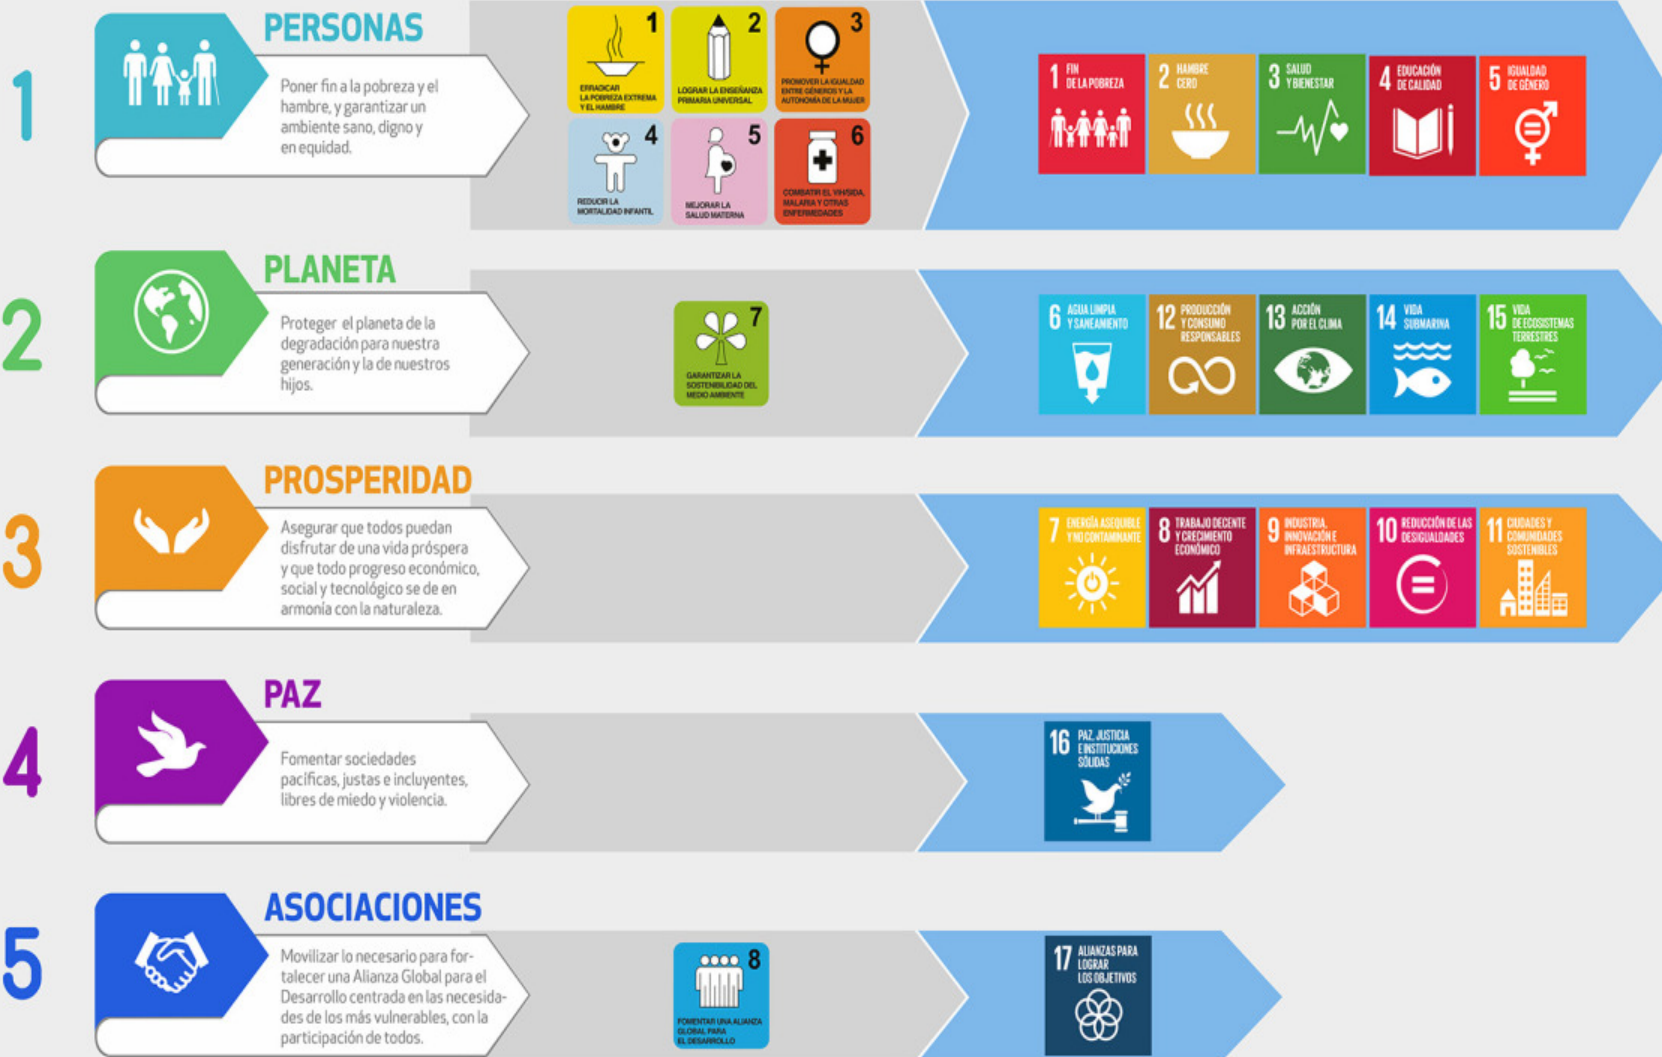 1
PERSONAS
Poner fin a la pobreza y el
hambre, y garantizar un
ambiente sano, digno y
en equidad.
1
ERRADICAR
LA POBREZA EXTREMA
Y EL HAMBRE
2
LOGRAR LA ENSEÑANZA
PRIMARIA UNIVERSAL
3
PROMOVER LA IGUALDAD
ENTRE GÉNEROS Y LA
AUTONOMÍA DE LA MUJER
4
REDUCIR LA
MORTALIDAD INFANTIL
5
MEJORAR LA
SALUD MATERNA
6
COMBATIR EL VIH/SIDA,
MALARIA Y OTRAS
ENFERMEDADES
1 FIN
DE LA POBREZA
2 HAMBRE
CERO
3 SALUD
Y BIENESTAR
4 EDUCACIÓN
DE CALIDAD
5 IGUALDAD
DE GÉNERO
2
PLANETA
Proteger el planeta de la
degradación para nuestra
generación y la de nuestros
hijos.
7
GARANTIZAR LA
SOSTENIBILIDAD DEL
MEDIO AMBIENTE
6 AGUA LIMPIA
Y SANEAMIENTO
12 PRODUCCIÓN
Y CONSUMO
RESPONSABLES
13 ACCIÓN
POR EL CLIMA
14 VIDA
SUBMARINA
15 VIDA
DE ECOSISTEMAS
TERRESTRES
3
PROSPERIDAD
Asegurar que todos puedan
disfrutar de una vida próspera
y que todo progreso económico,
social y tecnológico se de en
armonía con la naturaleza.
7 ENERGÍA ASEQUIBLE
Y NO CONTAMINANTE
8 TRABAJO DECENTE
Y CRECIMIENTO
ECONÓMICO
9 INDUSTRIA,
INNOVACIÓN E
INFRAESTRUCTURA
10 REDUCCIÓN DE LAS
DESIGUALDADES
11 CIUDADES Y
COMUNIDADES
SOSTENIBLES
4
PAZ
Fomentar sociedades
pacíficas, justas e incluyentes,
libres de miedo y violencia.
16 PAZ, JUSTICIA
E INSTITUCIONES
SÓLIDAS
5
ASOCIACIONES
Movilizar lo necesario para for-
talecer una Alianza Global para el
Desarrollo centrada en las necesida-
des de los más vulnerables, con la
participación de todos.
8
FOMENTAR UNA ALIANZA
GLOBAL PARA
EL DESARROLLO
17 ALIANZAS PARA
LOGRAR
LOS OBJETIVOS